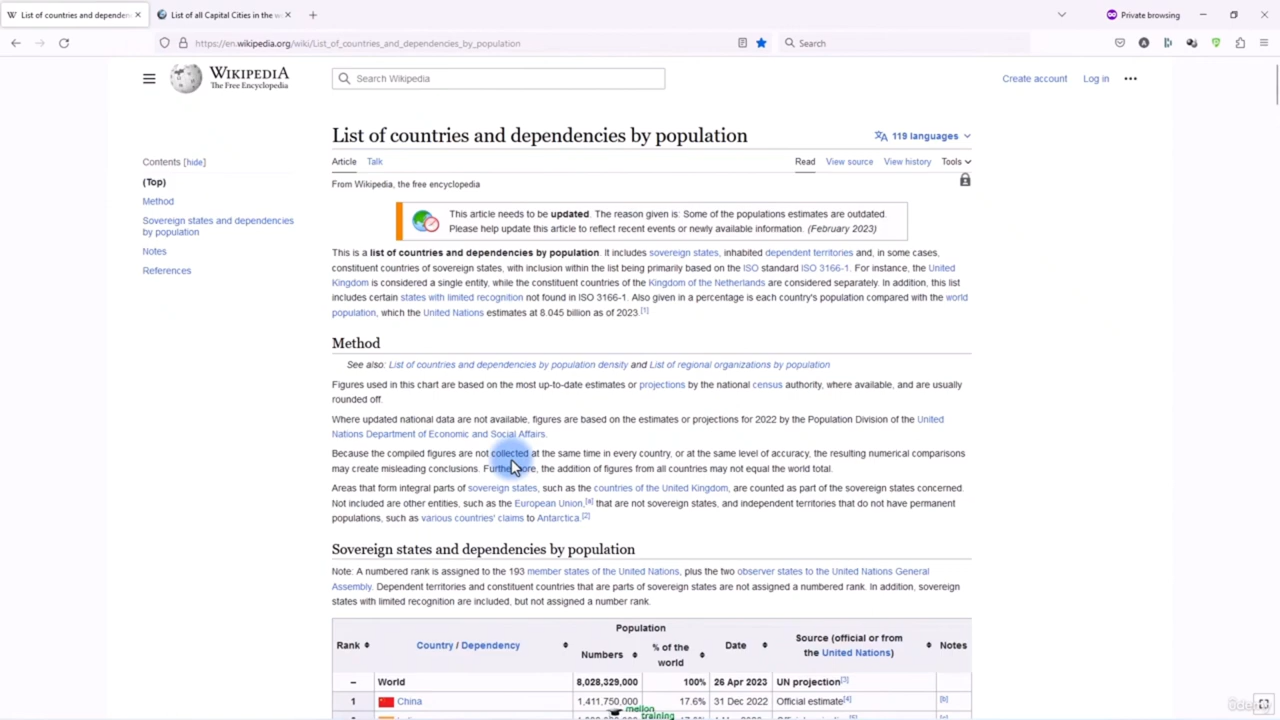 List of countries and dependen
List of all Capital Cities in the w
Private browsing
https://en.wikipedia.org/wiki/List_of_countries_and_dependencies_by_population
Search
WIKIPEDIA
The Free Encyclopedia
Search Wikipedia
Create account
Log in
List of countries and dependencies by population
119 languages
Contents [hide]
Article
Talk
Read
View source
View history
Tools
(Top)
From Wikipedia, the free encyclopedia
Method
Sovereign states and dependencies
by population
Notes
References
This article needs to be updated. The reason given is: Some of the populations estimates are outdated.
Please help update this article to reflect recent events or newly available information. (February 2023)
This is a list of countries and dependencies by population. It includes sovereign states, inhabited dependent territories and, in some cases,
constituent countries of sovereign states, with inclusion within the list being primarily based on the ISO standard ISO 3166-1. For instance, the United
Kingdom is considered a single entity, while the constituent countries of the Kingdom of the Netherlands are considered separately. In addition, this list
includes certain states with limited recognition not found in ISO 3166-1. Also given in a percentage is each country's population compared with the world
population, which the United Nations estimates at 8.045 billion as of 2023.[1]
Method
See also: List of countries and dependencies by population density and List of regional organizations by population
Figures used in this chart are based on the most up-to-date estimates or projections by the national census authority, where available, and are usually
rounded off.
Where updated national data are not available, figures are based on the estimates or projections for 2022 by the Population Division of the United
Nations Department of Economic and Social Affairs.
Because the compiled figures are not collected at the same time in every country, or at the same level of accuracy, the resulting numerical comparisons
may create misleading conclusions. Furthermore, the addition of figures from all countries may not equal the world total.
Areas that form integral parts of sovereign states, such as the countries of the United Kingdom, are counted as part of the sovereign states concerned.
Not included are other entities, such as the European Union,[a] that are not sovereign states, and independent territories that do not have permanent
populations, such as various countries' claims to Antarctica.[2]
Sovereign states and dependencies by population
Note: A numbered rank is assigned to the 193 member states of the United Nations, plus the two observer states to the United Nations General
Assembly. Dependent territories and constituent countries that are parts of sovereign states are not assigned a numbered rank. In addition, sovereign
states with limited recognition are included, but not assigned a number rank.
Population
Rank
Country / Dependency
Numbers
% of the
world
Date
Source (official or from
the United Nations)
Notes
– World 8,028,329,000 100% 26 Apr 2023 UN projection[3]
1 China 1,411,750,000 17.6% 31 Dec 2022 Official estimate[4] [b]
mellon
training